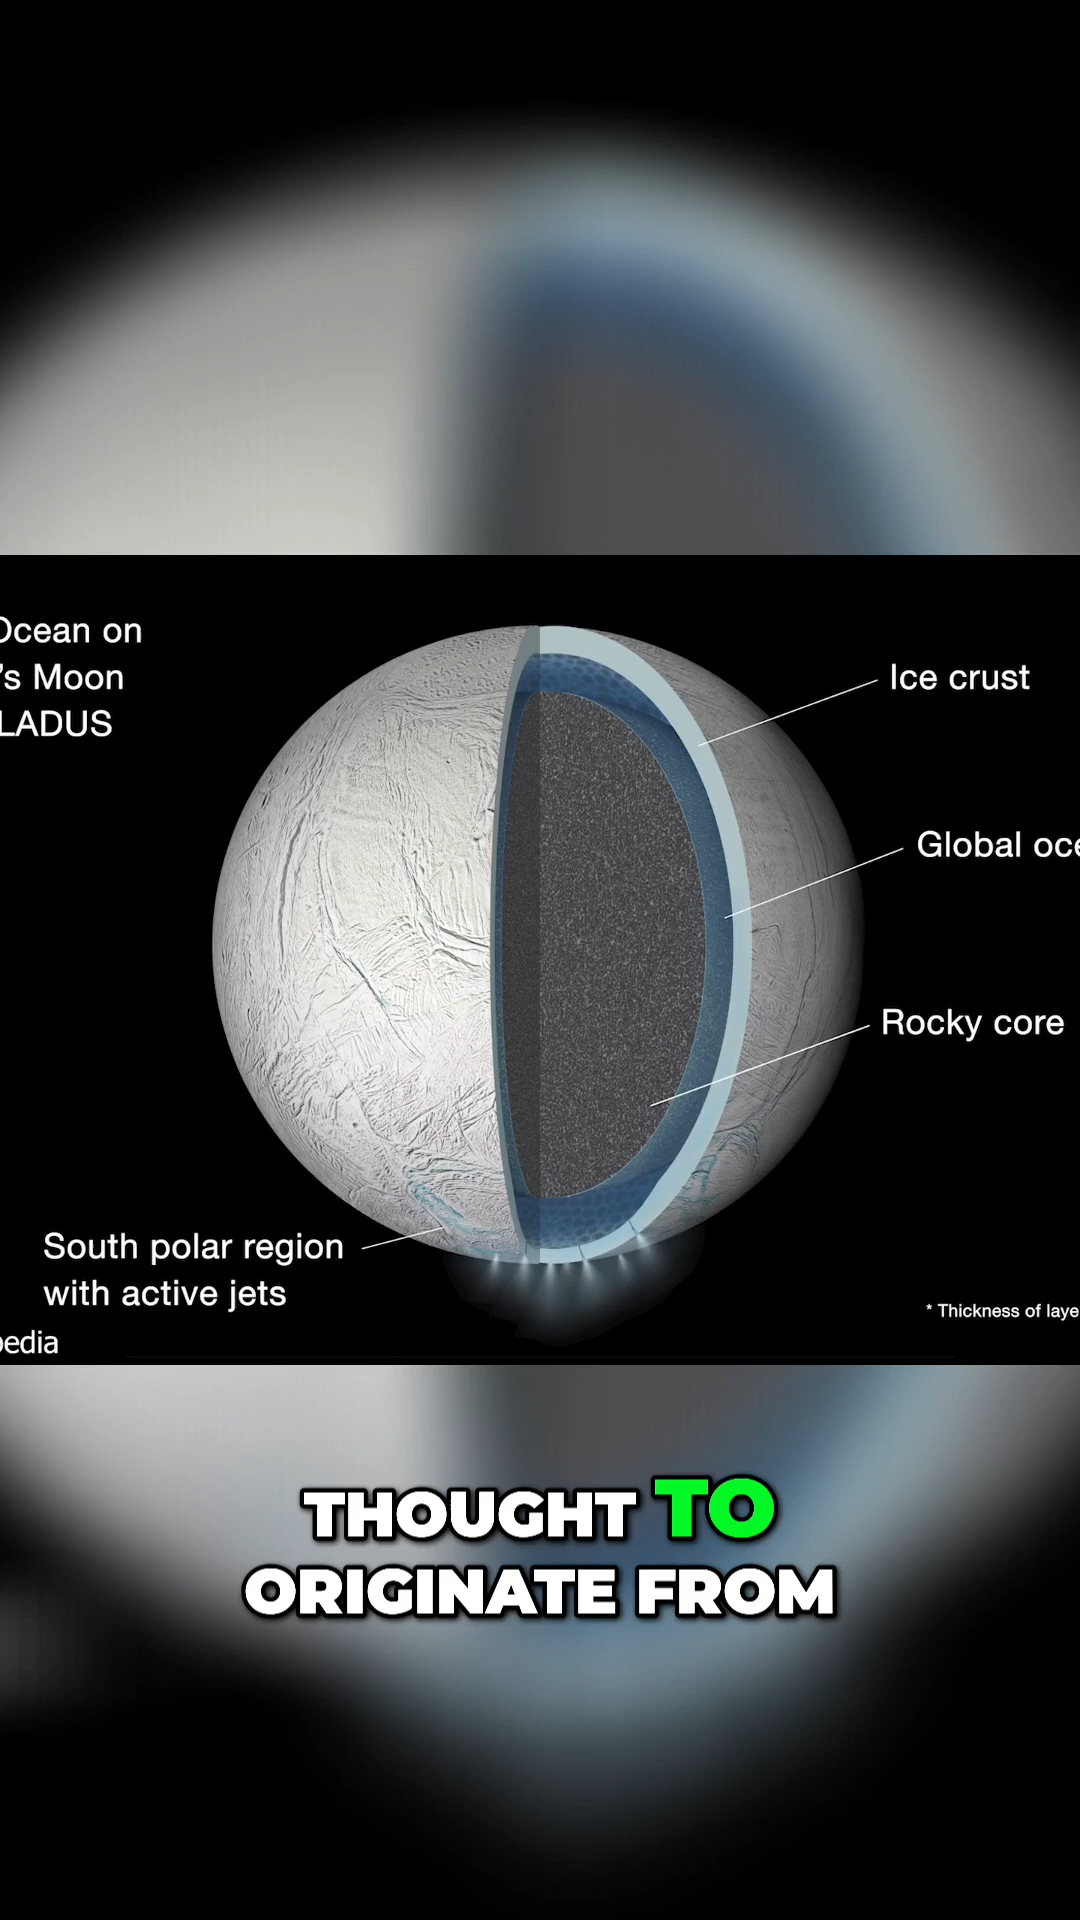 Ocean on
's Moon
LADUS
Ice crust
Global oce
Rocky core
South polar region
with active jets
* Thickness of laye
pedia
THOUGHT TO
ORIGINATE FROM